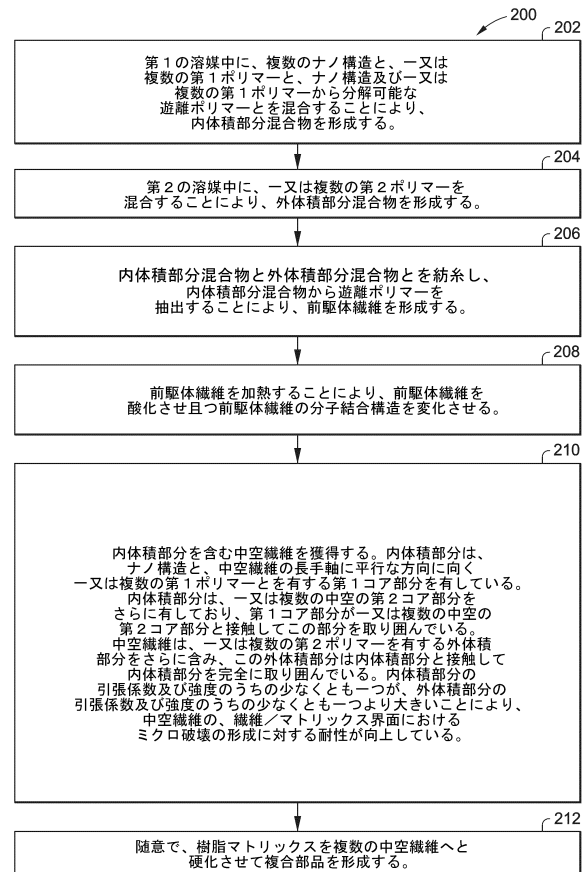 200
202
第１の溶媒中に、複数のナノ構造と、一又は
複数の第１ポリマーと、ナノ構造及び一又は
複数の第１ポリマーから分解可能な
遊離ポリマーとを混合することにより、
内体積部分混合物を形成する。
204
第２の溶媒中に、一又は複数の第２ポリマーを
混合することにより、外体積部分混合物を形成する。
206
内体積部分混合物と外体積部分混合物とを紡糸し、
内体積部分混合物から遊離ポリマーを
抽出することにより、前駆体繊維を形成する。
208
前駆体繊維を加熱することにより、前駆体繊維を
酸化させ且つ前駆体繊維の分子結合構造を変化させる。
210
内体積部分を含む中空繊維を獲得する。内体積部分は、
ナノ構造と、中空繊維の長手軸に平行な方向に向く
一又は複数の第１ポリマーとを有する第１コア部分を有している。
内体積部分は、一又は複数の中空の第２コア部分を
さらに有しており、第１コア部分が一又は複数の中空の
第２コア部分と接触してこの部分を取り囲んでいる。
中空繊維は、一又は複数の第２ポリマーを有する外体積
部分をさらに含み、この外体積部分は内体積部分と接触して
内体積部分を完全に取り囲んでいる。内体積部分の
引張係数及び強度のうちの少なくとも一つが、外体積部分の
引張係数及び強度のうちの少なくとも一つより大きいことにより、
中空繊維の、繊維／マトリックス界面における
ミクロ破壊の形成に対する耐性が向上している。
212
随意で、樹脂マトリックスを複数の中空繊維へと
硬化させて複合部品を形成する。